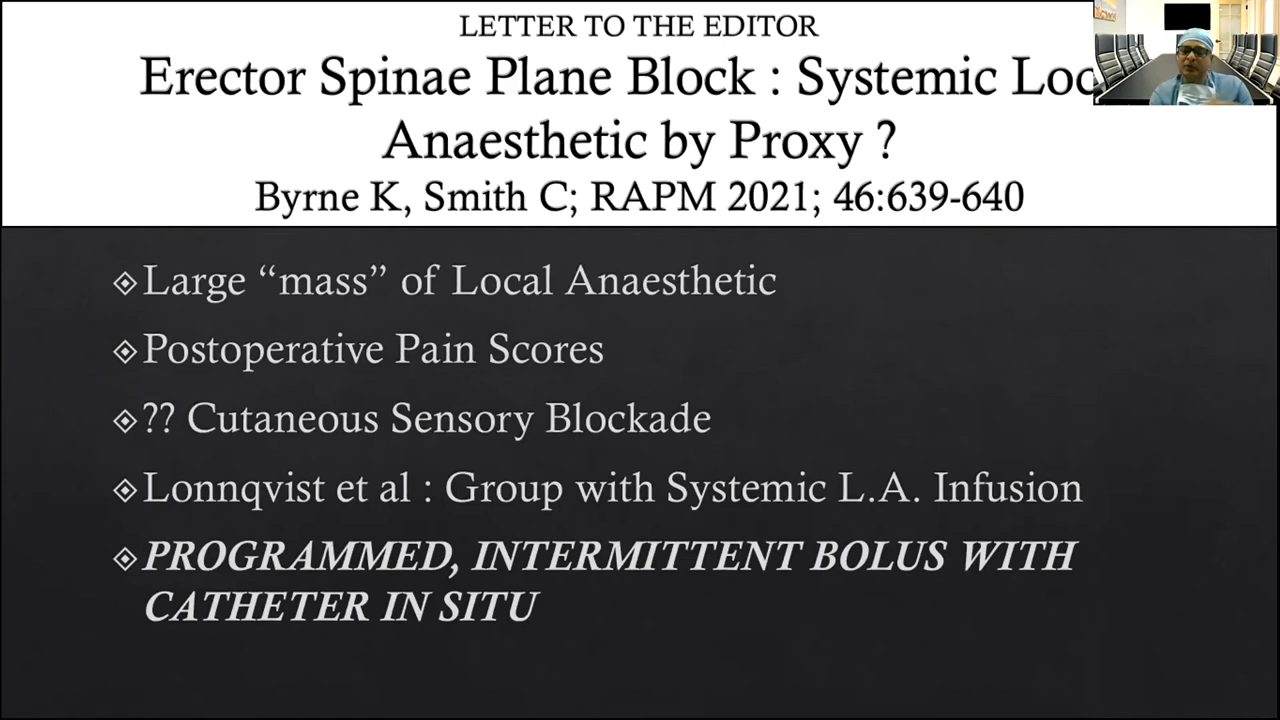 LETTER TO THE EDITOR
Erector Spinae Plane Block : Systemic
Anaesthetic by Proxy ?
Byrne K, Smith C; RAPM 2021; 46:639-640
Large “mass” of Local Anaesthetic
Postoperative Pain Scores
?? Cutaneous Sensory Blockade
Lonnqvist et al : Group with Systemic L.A. Infusion
PROGRAMMED, INTERMITTENT BOLUS WITH
CATHETER IN SITU